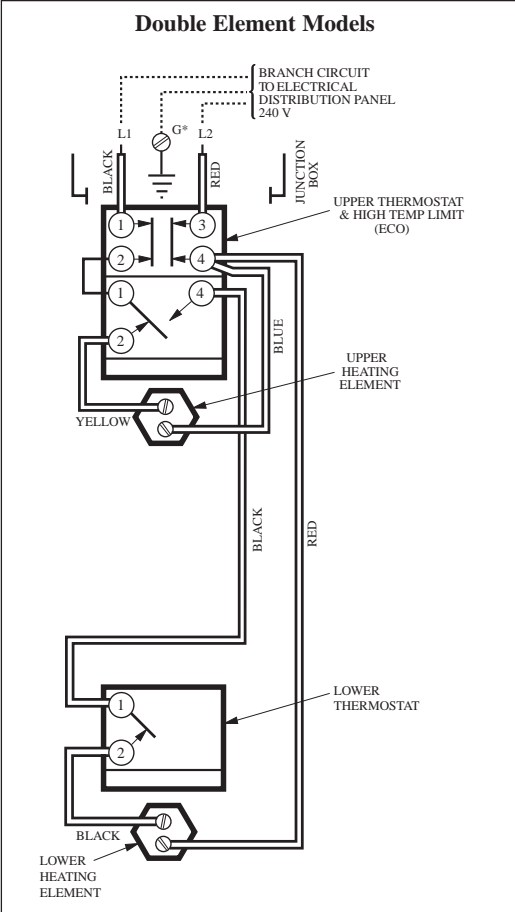 Double Element Models
BRANCH CIRCUIT
TO ELECTRICAL
DISTRIBUTION PANEL
240 V
L1
G*
L2
BLACK
RED
JUNCTION
BOX
UPPER THERMOSTAT
& HIGH TEMP LIMIT
(ECO)
1
3
2
4
1
4
2
BLUE
UPPER
HEATING
ELEMENT
YELLOW
BLACK
RED
1
LOWER
THERMOSTAT
2
BLACK
LOWER
HEATING
ELEMENT